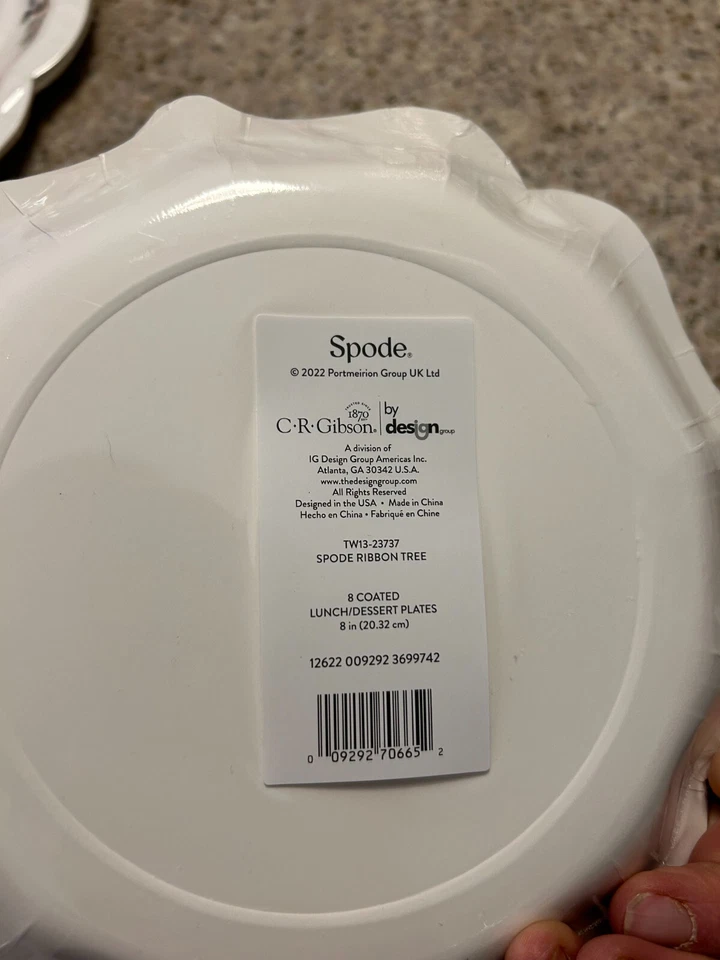 Spode®
© 2022 Portmeirion Group UK Ltd
TRUSTED SINCE
1870
C·R·Gibson® | by designgroup
A division of
IG Design Group Americas Inc.
Atlanta, GA 30342 U.S.A.
www.thedesigngroup.com
All Rights Reserved
Designed in the USA • Made in China
Hecho en China • Fabriqué en Chine
TW13-23737
SPODE RIBBON TREE
8 COATED
LUNCH/DESSERT PLATES
8 in (20.32 cm)
12622 009292 3699742
0 09292 70665 2